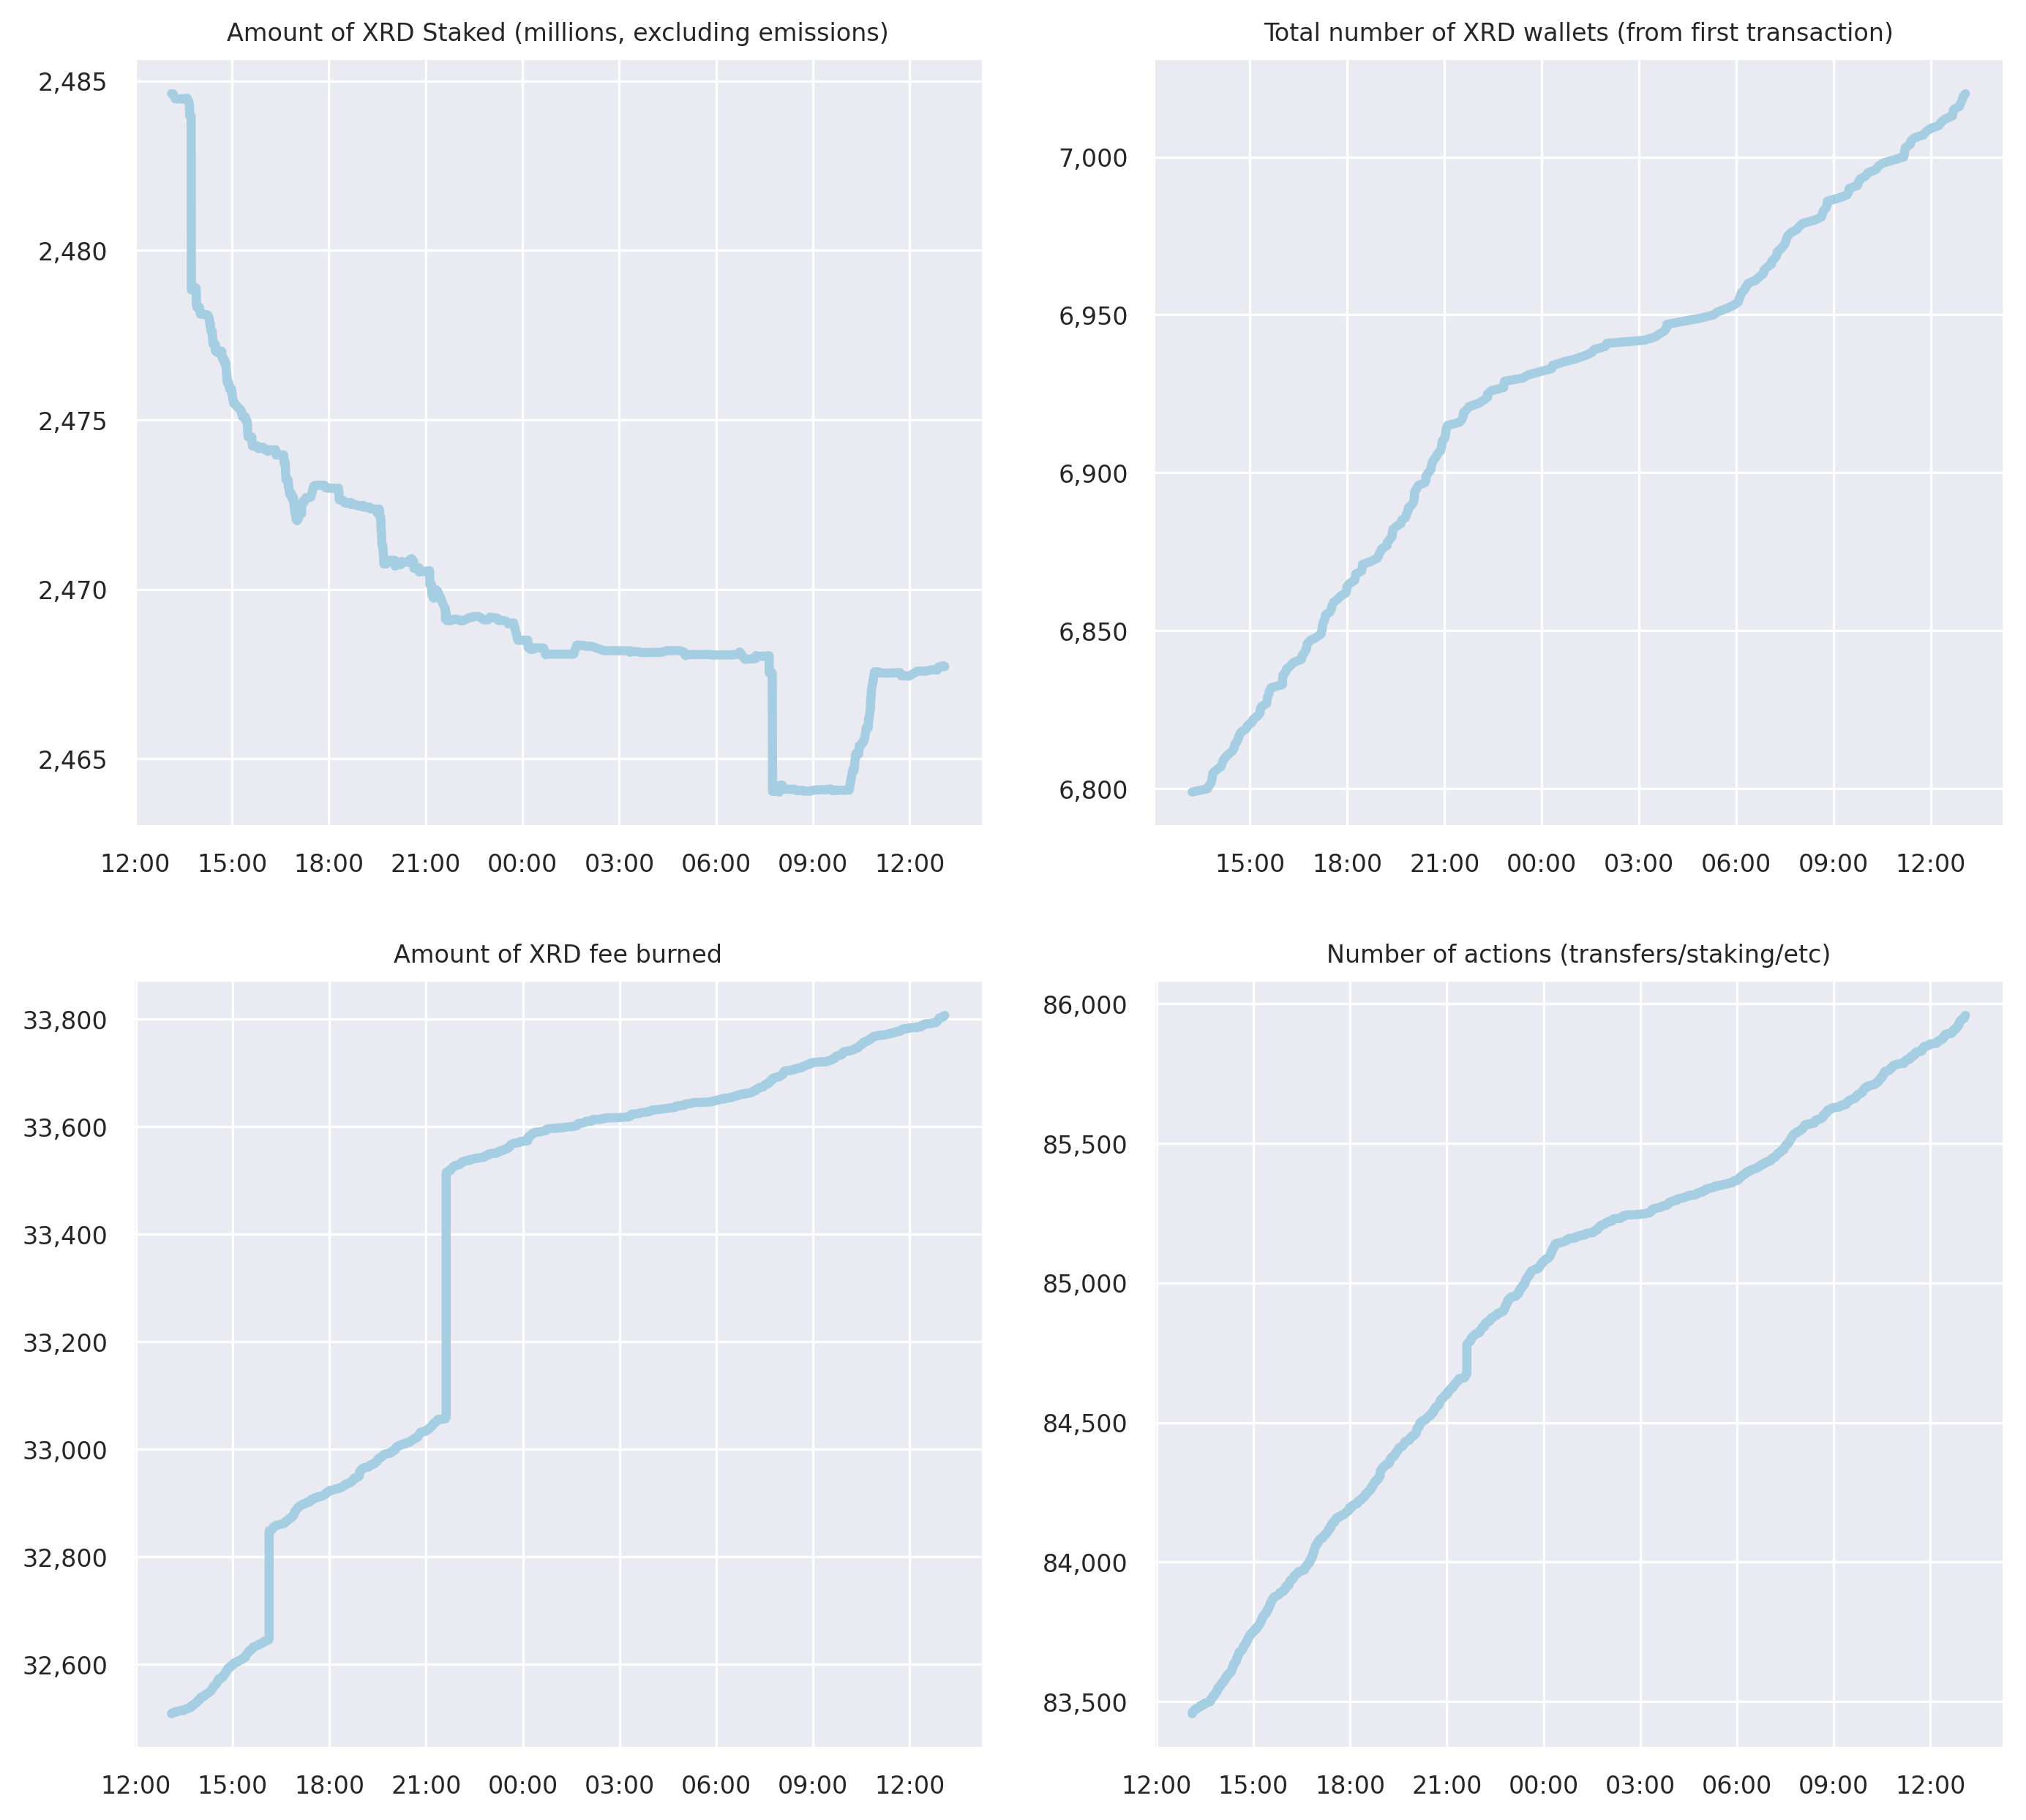 Amount of XRD Staked (millions, excluding emissions)
2,485
2,480
2,475
2,470
2,465
12:00 15:00 18:00 21:00 00:00 03:00 06:00 09:00 12:00
Total number of XRD wallets (from first transaction)
7,000
6,950
6,900
6,850
6,800
15:00 18:00 21:00 00:00 03:00 06:00 09:00 12:00
Amount of XRD fee burned
33,800
33,600
33,400
33,200
33,000
32,800
32,600
12:00 15:00 18:00 21:00 00:00 03:00 06:00 09:00 12:00
Number of actions (transfers/staking/etc)
86,000
85,500
85,000
84,500
84,000
83,500
12:00 15:00 18:00 21:00 00:00 03:00 06:00 09:00 12:00